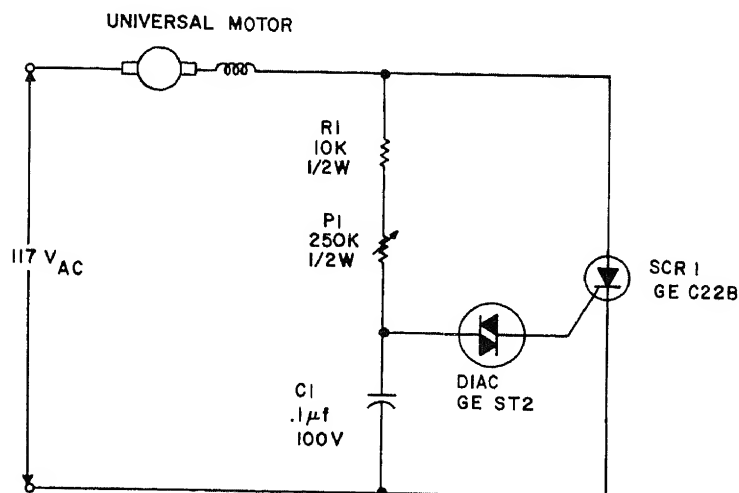 UNIVERSAL MOTOR
R1
10K
1/2W
P1
250K
1/2W
117 VAC
SCR 1
GE C22B
DIAC
GE ST2
C1
.1μf
100V